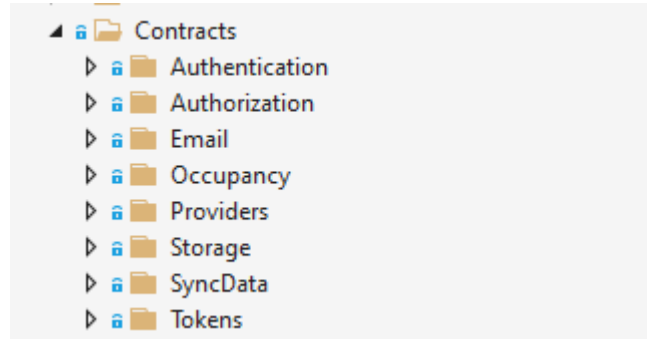 Contracts
Authentication
Authorization
Email
Occupancy
Providers
Storage
SyncData
Tokens